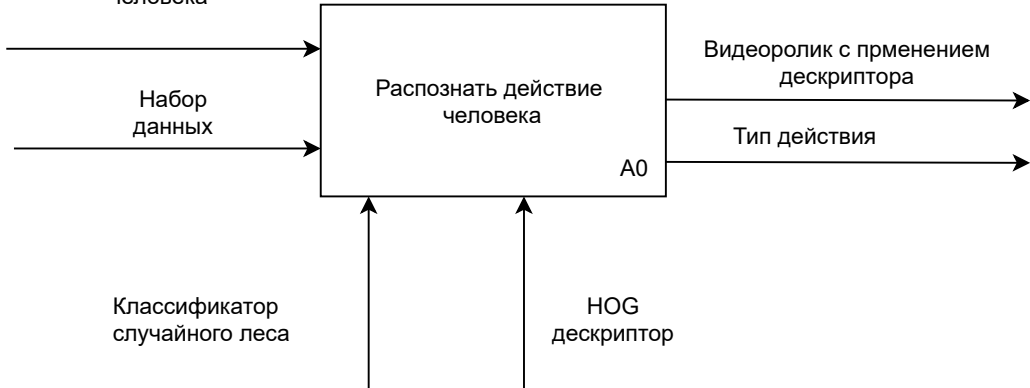 человека
Набор
данных
Распознать действие
человека
A0
Видеоролик с прменением
дескриптора
Тип действия
Классификатор
случайного леса
HOG
дескриптор